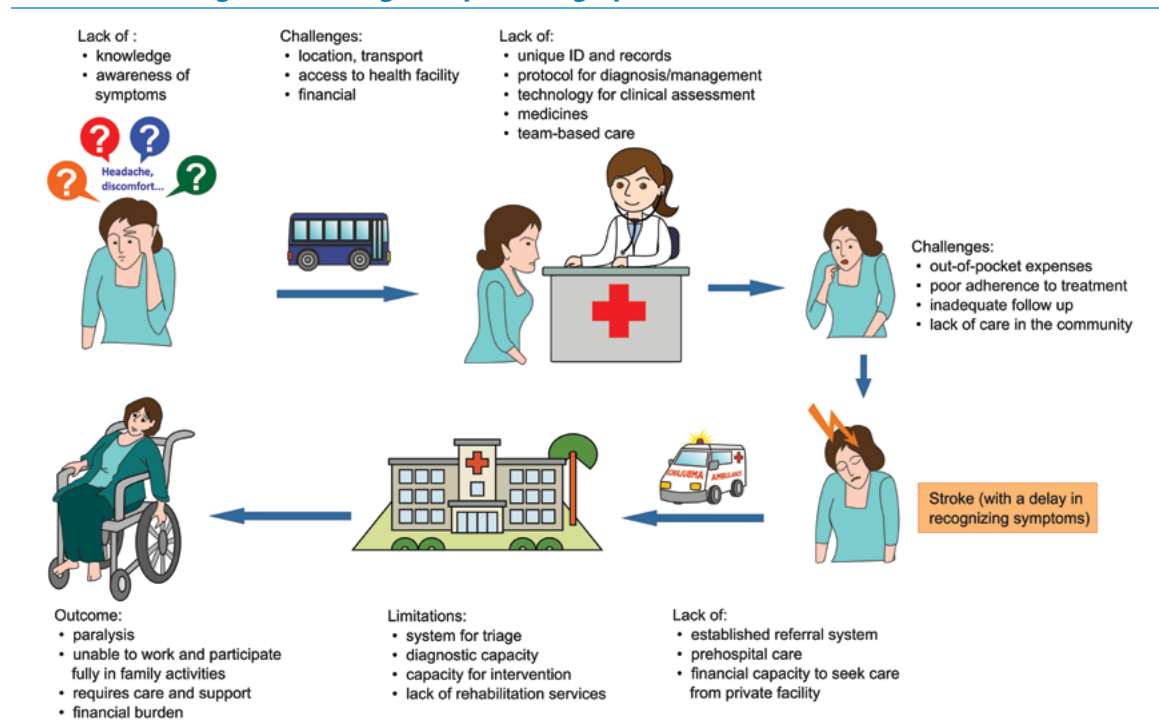 Lack of :
• knowledge
• awareness of
symptoms
Challenges:
• location, transport
• access to health facility
• financial
Lack of:
• unique ID and records
• protocol for diagnosis/management
• technology for clinical assessment
• medicines
• team-based care
? ? ? ?
Headache,
discomfort...
Challenges:
• out-of-pocket expenses
• poor adherence to treatment
• inadequate follow up
• lack of care in the community
Stroke (with a delay in
recognizing symptoms)
AMBULANCE
Lack of:
• established referral system
• prehospital care
• financial capacity to seek care
from private facility
Limitations:
• system for triage
• diagnostic capacity
• capacity for intervention
• lack of rehabilitation services
Outcome:
• paralysis
• unable to work and participate
fully in family activities
• requires care and support
• financial burden